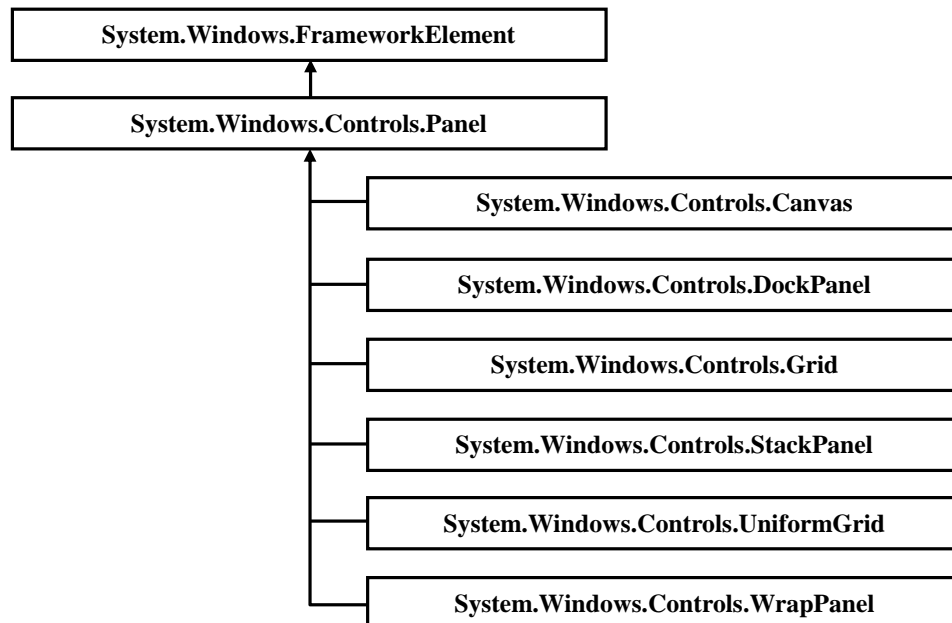 System.Windows.FrameworkElement
System.Windows.Controls.Panel
System.Windows.Controls.Canvas
System.Windows.Controls.DockPanel
System.Windows.Controls.Grid
System.Windows.Controls.StackPanel
System.Windows.Controls.UniformGrid
System.Windows.Controls.WrapPanel